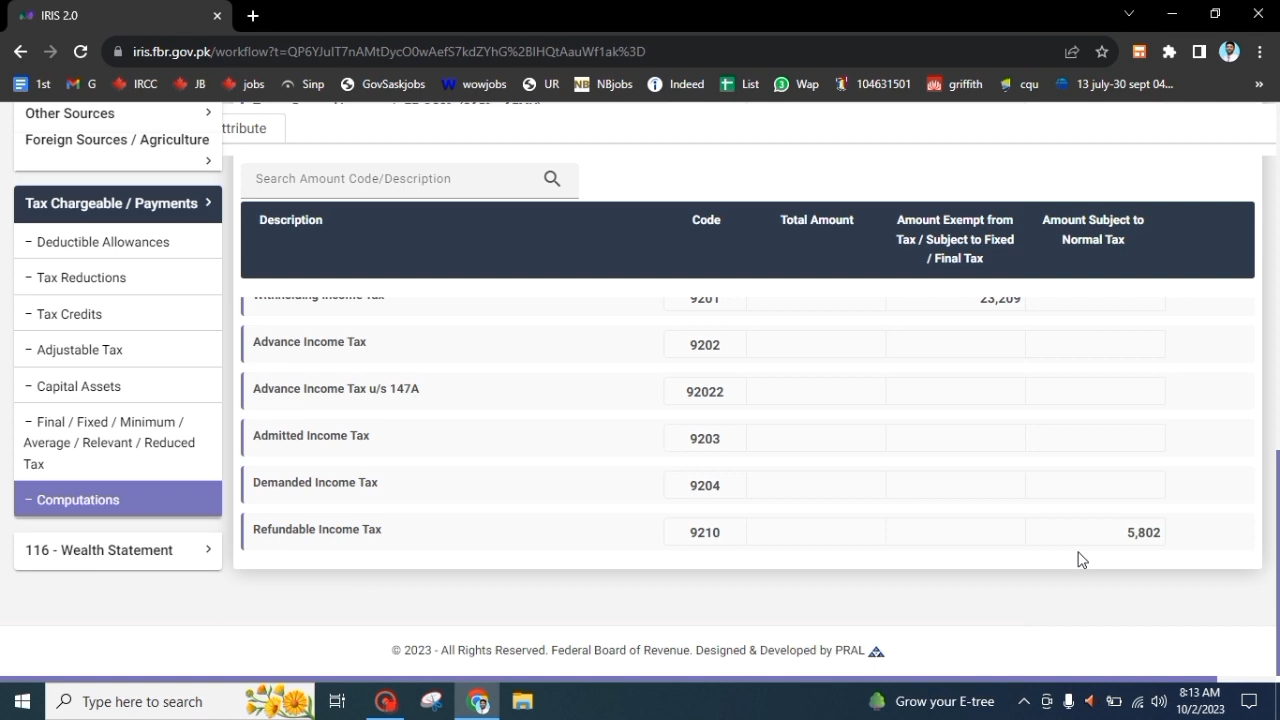 IRIS 2.0
iris.fbr.gov.pk/workflow?t=QP6YJuIT7nAMtDycO0wAefS7kdZYhG%2BIHQtAauWf1ak%3D
1st G IRCC JB jobs Sinp GovSaskjobs wowjobs UR NBjobs Indeed List Wap 104631501 griffith cqu 13 july-30 sept 04...
Other Sources
Foreign Sources / Agriculture
ttribute
Search Amount Code/Description
Tax Chargeable / Payments
Description Code Total Amount Amount Exempt from Tax / Subject to Fixed / Final Tax Amount Subject to Normal Tax
– Deductible Allowances
– Tax Reductions
– Tax Credits
– Adjustable Tax
– Capital Assets
– Final / Fixed / Minimum /
Average / Relevant / Reduced
Tax
– Computations
116 - Wealth Statement
Withholding Income Tax 9201 23,209
Advance Income Tax 9202
Advance Income Tax u/s 147A 92022
Admitted Income Tax 9203
Demanded Income Tax 9204
Refundable Income Tax 9210 5,802
© 2023 - All Rights Reserved. Federal Board of Revenue. Designed & Developed by PRAL
Type here to search
Grow your E-tree
8:13 AM
10/2/2023